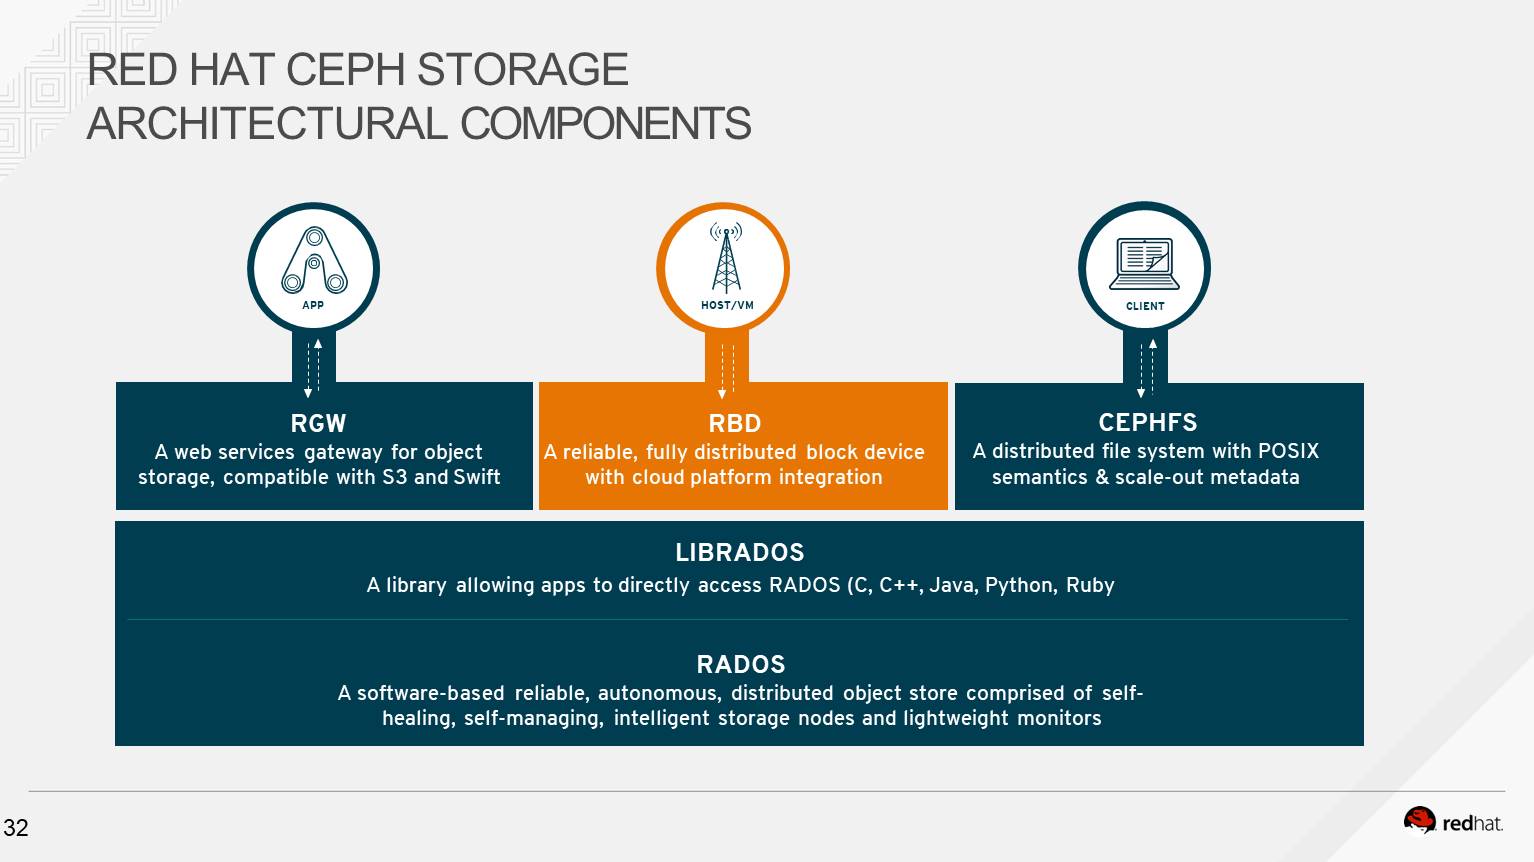 RED HAT CEPH STORAGE
ARCHITECTURAL COMPONENTS
APP
HOST/VM
CLIENT
RGW
A web services gateway for object
storage, compatible with S3 and Swift
RBD
A reliable, fully distributed block device
with cloud platform integration
CEPHFS
A distributed file system with POSIX
semantics & scale-out metadata
LIBRADOS
A library allowing apps to directly access RADOS (C, C++, Java, Python, Ruby
RADOS
A software-based reliable, autonomous, distributed object store comprised of self-
healing, self-managing, intelligent storage nodes and lightweight monitors
32
redhat.